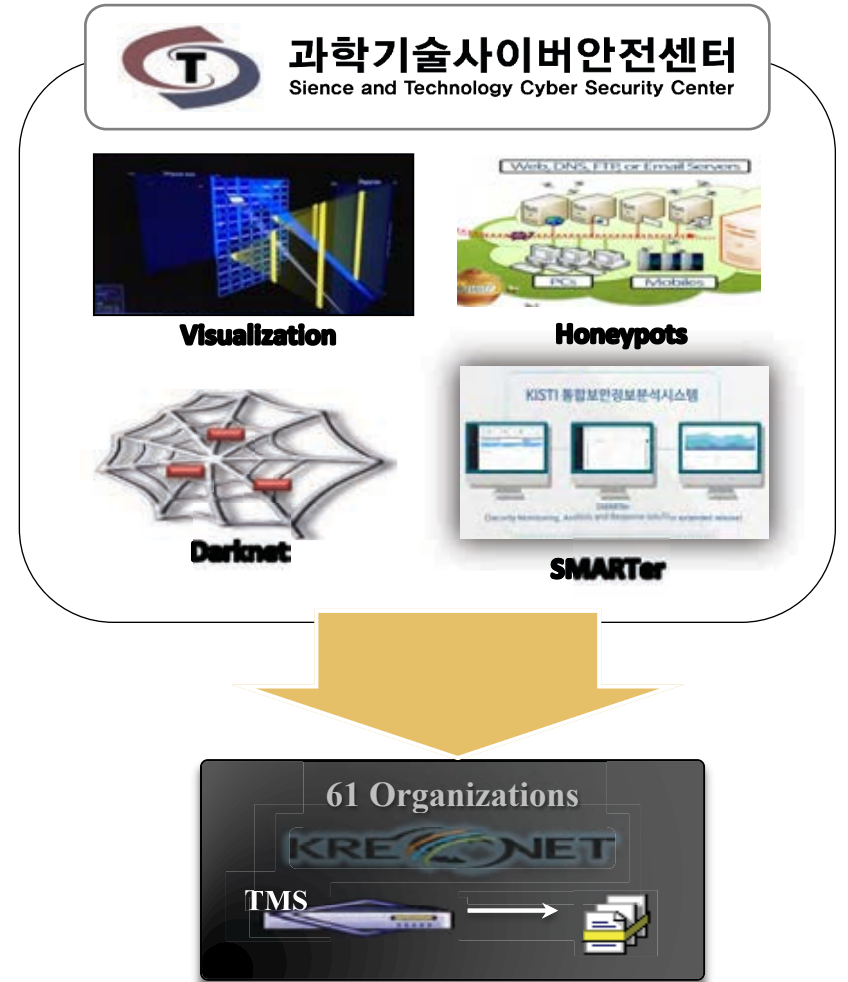 T
과학기술사이버안전센터
Sience and Technology Cyber Security Center
Web, DNS, FTP, or Email Servers
PCs
Mobiles
Visualization
Honeypots
KISTI 통합보안정보분석시스템
SMARTer
Darknet
SMARTer
61 Organizations
KREONET
TMS